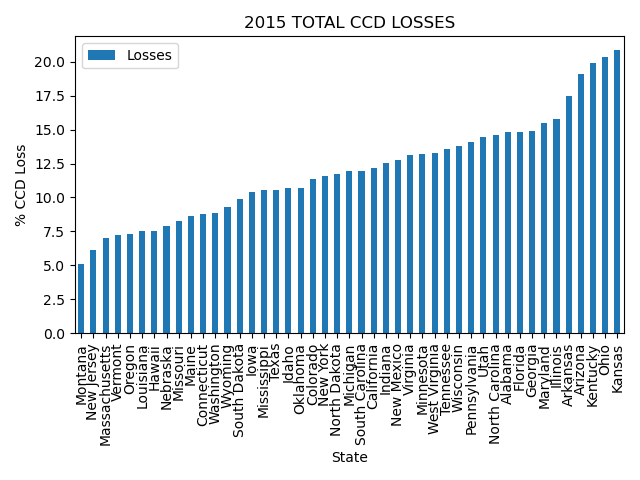 2015 TOTAL CCD LOSSES
Losses
% CCD Loss
20.0
17.5
15.0
12.5
10.0
7.5
5.0
2.5
0.0
Montana
New Jersey
Massachusetts
Vermont
Oregon
Louisiana
Hawaii
Nebraska
Missouri
Maine
Connecticut
Washington
Wyoming
South Dakota
Iowa
Mississippi
Texas
Idaho
Oklahoma
Colorado
New York
North Dakota
Michigan
South Carolina
California
Indiana
New Mexico
Virginia
Minnesota
West Virginia
Tennessee
Wisconsin
Pennsylvania
Utah
North Carolina
Alabama
Florida
Georgia
Maryland
Illinois
Arkansas
Arizona
Kentucky
Ohio
Kansas
State